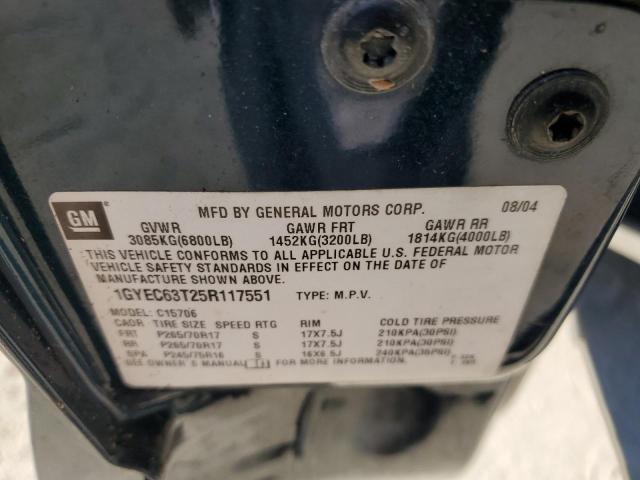 GM
MFD BY GENERAL MOTORS CORP. 08/04
GVWR GAWR FRT GAWR RR
3085KG(6800LB) 1452KG(3200LB) 1814KG(4000LB)
THIS VEHICLE CONFORMS TO ALL APPLICABLE U.S. FEDERAL MOTOR
VEHICLE SAFETY STANDARDS IN EFFECT ON THE DATE OF
MANUFACTURE SHOWN ABOVE.
1GYEC63T25R117551 TYPE: M.P.V.
MODEL: C15706
TIRE SIZE SPEED RTG RIM COLD TIRE PRESSURE
FRT P265/70R17 S 17X7.5J 210KPA(30PSI)
RR P265/70R17 S 17X7.5J 210KPA(30PSI)
SPA P245/75R16 S 16X6.5J 240KPA(35PSI)
SEE OWNER'S MANUAL FOR MORE INFORMATION.